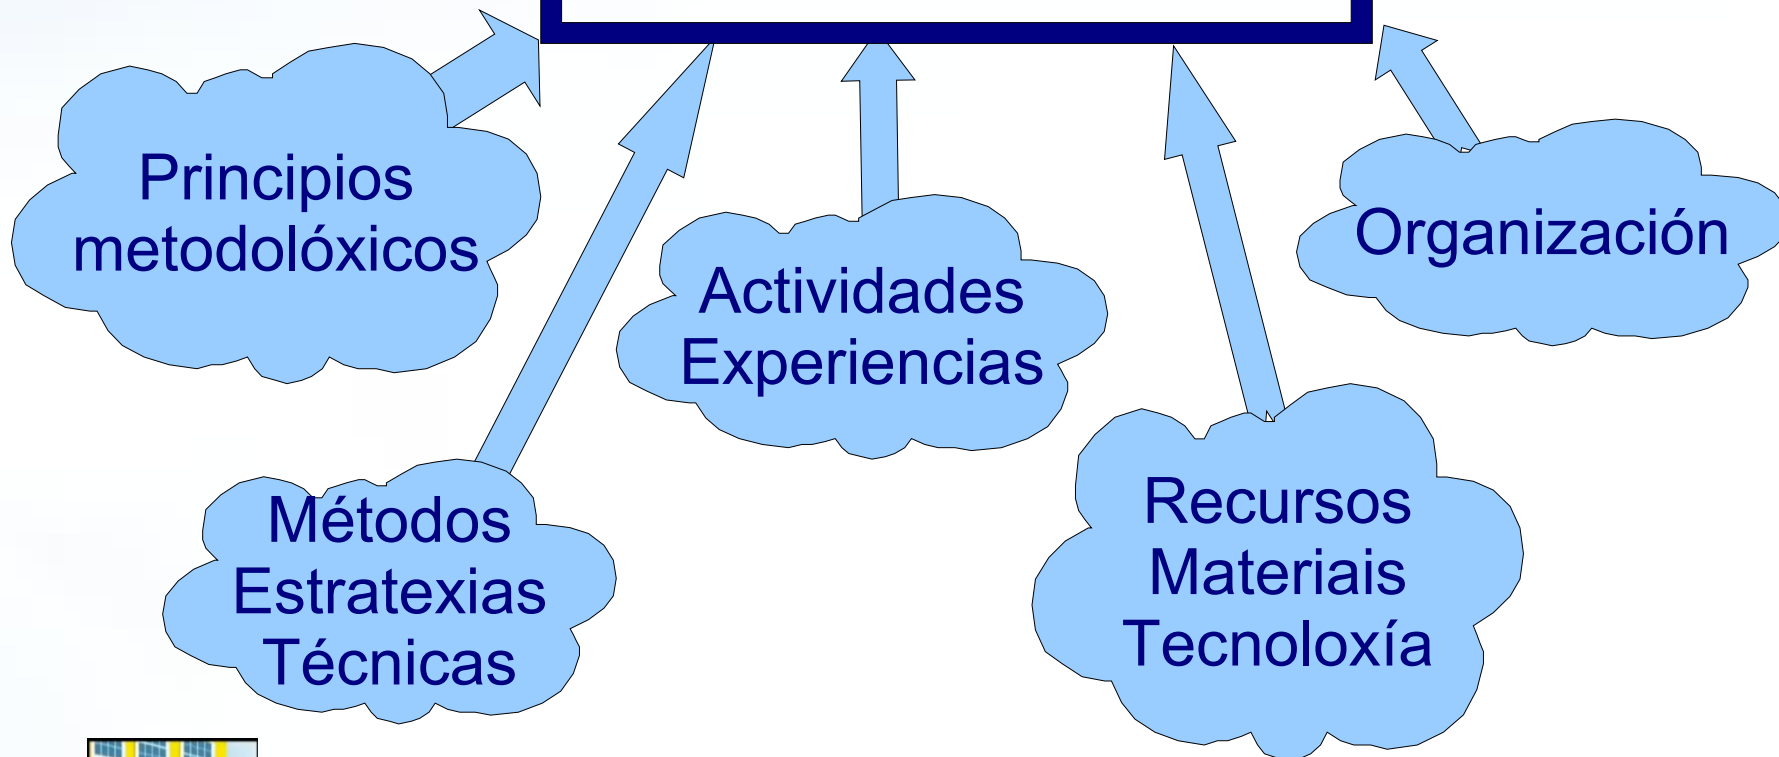 Principios
metodolóxicos
Actividades
Experiencias
Organización
Métodos
Estratexias
Técnicas
Recursos
Materiais
Tecnoloxía